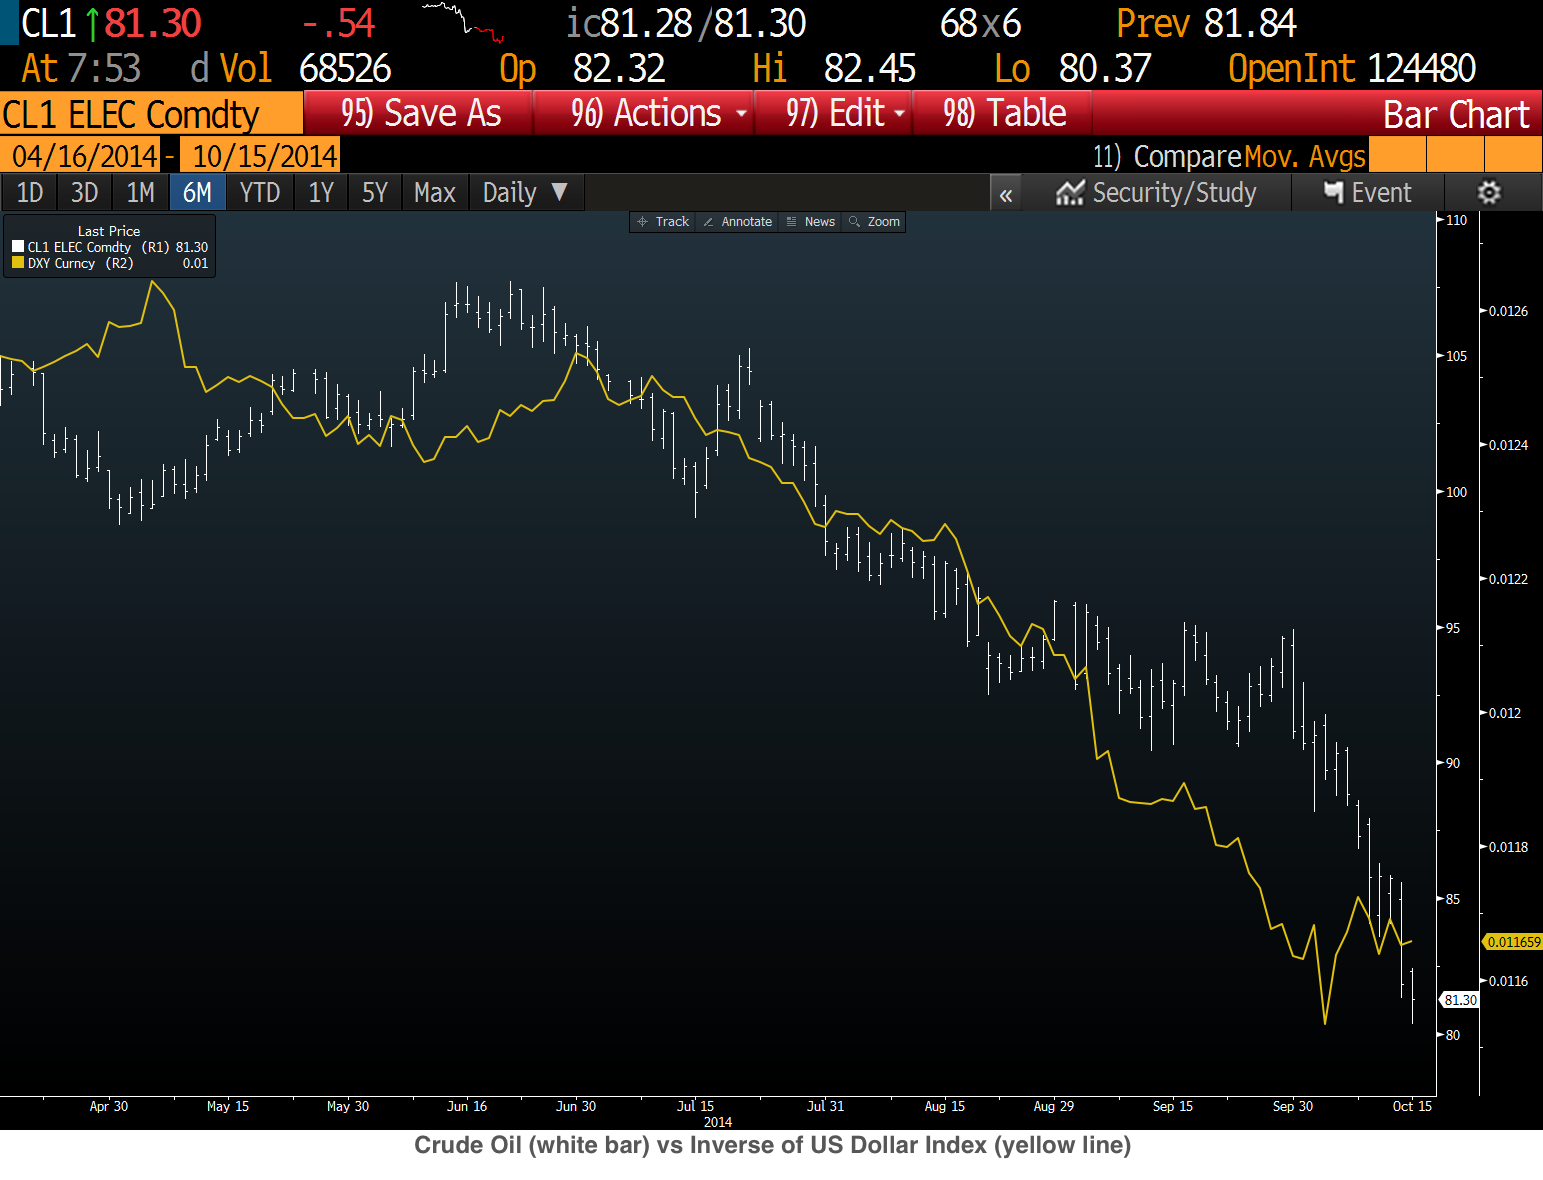 CL1 ↑81.30 -.54 ic81.28/81.30 68x6 Prev 81.84
At 7:53 d Vol 68526 Op 82.32 Hi 82.45 Lo 80.37 OpenInt 124480
CL1 ELEC Comdty 95) Save As 96) Actions 97) Edit 98) Table Bar Chart
04/16/2014 - 10/15/2014 11) Compare Mov. Avgs
1D 3D 1M 6M YTD 1Y 5Y Max Daily ▼ « Security/Study Event
Track Annotate News Zoom
Last Price
CL1 ELEC Comdty (R1) 81.30
DXY Curncy (R2) 0.01
110
0.0126
105
0.0124
100
0.0122
95
0.012
90
0.0118
85
0.011659
0.0116
81.30
80
Apr 30 May 15 May 30 Jun 16 Jun 30 Jul 15 Jul 31 Aug 15 Aug 29 Sep 15 Sep 30 Oct 15
2014
Crude Oil (white bar) vs Inverse of US Dollar Index (yellow line)